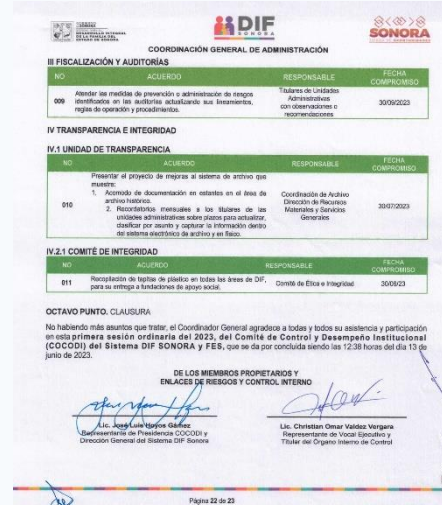 DIF
SONORA
SONORA
COORDINACIÓN GENERAL DE ADMINISTRACIÓN
III FISCALIZACIÓN Y AUDITORÍAS
NO ACUERDO RESPONSABLE FECHA COMPROMISO
009 Atender las medidas de prevención o administración de riesgos identificados en las auditorías actualizando sus lineamientos, reglas de operación y procedimientos. Titulares de Unidades Administrativas con observaciones o recomendaciones 30/09/2023
IV TRANSPARENCIA E INTEGRIDAD
IV.1 UNIDAD DE TRANSPARENCIA
NO ACUERDO RESPONSABLE FECHA COMPROMISO
010 Presentar el proyecto de mejoras al sistema de archivo que muestre:
1. Acomodo de documentación en estantes en el área de archivo histórico.
2. Recordatorios mensuales a los titulares de las unidades administrativas sobre plazos para actualizar, clasificar por asunto y capturar la información dentro del sistema electrónico de archivo y en físico.
Coordinación de Archivo Dirección de Recursos Materiales y Servicios Generales 30/07/2023
IV.2.1 COMITÉ DE INTEGRIDAD
NO ACUERDO RESPONSABLE FECHA COMPROMISO
011 Recopilación de tapitas de plástico en todas las áreas de DIF, para su entrega a fundaciones de apoyo social. Comité de Ética e Integridad 30/08/23
OCTAVO PUNTO. CLAUSURA
No habiendo más asuntos que tratar, el Coordinador General agradece a todas y todos su asistencia y participación
en esta primera sesión ordinaria del 2023, del Comité de Control y Desempeño Institucional
(COCODI) del Sistema DIF SONORA y FES, que se da por concluida siendo las 12:38 horas del día 13 de
junio de 2023.
DE LOS MIEMBROS PROPIETARIOS Y
ENLACES DE RIESGOS Y CONTROL INTERNO
Lic. José Luis Hoyos Gámez
Representante de Presidencia COCODI y
Dirección General del Sistema DIF Sonora
Lic. Christian Omar Valdez Vergara
Representante de Vocal Ejecutivo y
Titular del Órgano Interno de Control
Página 22 de 23